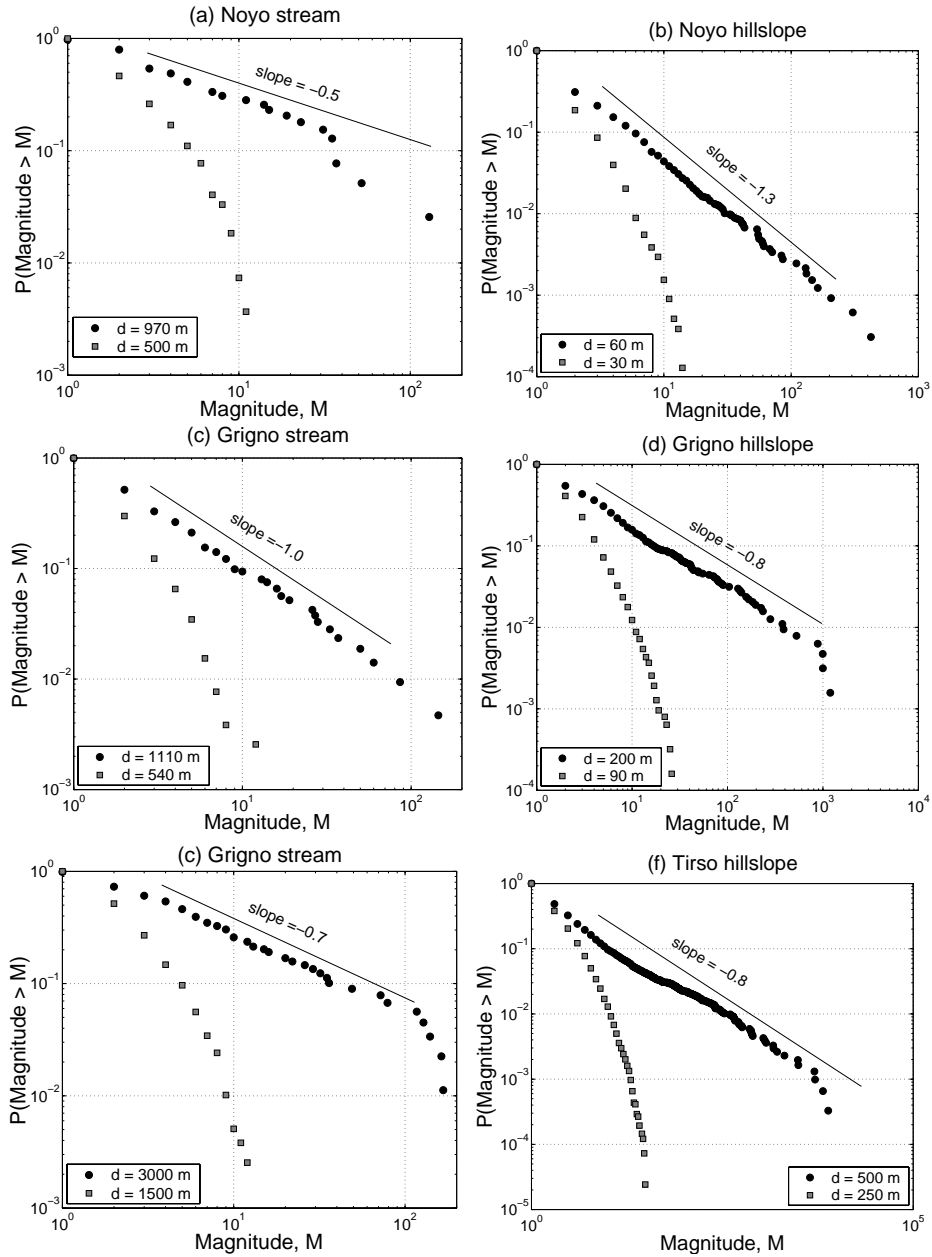 (a) Noyo stream
10^0
10^−1
10^−2
10^−3
P(Magnitude > M)
slope = −0.5
d = 970 m
d = 500 m
10^0
10^1
10^2
Magnitude, M
(b) Noyo hillslope
10^0
10^−1
10^−2
10^−3
10^−4
P(Magnitude > M)
slope = −1.3
d = 60 m
d = 30 m
10^0
10^1
10^2
10^3
Magnitude, M
(c) Grigno stream
10^0
10^−1
10^−2
10^−3
P(Magnitude > M)
slope=−1.0
d = 1110 m
d = 540 m
10^0
10^1
10^2
Magnitude, M
(d) Grigno hillslope
10^0
10^−1
10^−2
10^−3
10^−4
P(Magnitude > M)
slope =−0.8
d = 200 m
d = 90 m
10^0
10^1
10^2
10^3
10^4
Magnitude, M
(c) Grigno stream
10^0
10^−1
10^−2
10^−3
P(Magnitude > M)
slope =−0.7
d = 3000 m
d = 1500 m
10^0
10^1
10^2
Magnitude, M
(f) Tirso hillslope
10^0
10^−1
10^−2
10^−3
10^−4
10^−5
P(Magnitude > M)
slope =−0.8
d = 500 m
d = 250 m
10^0
10^5
Magnitude, M